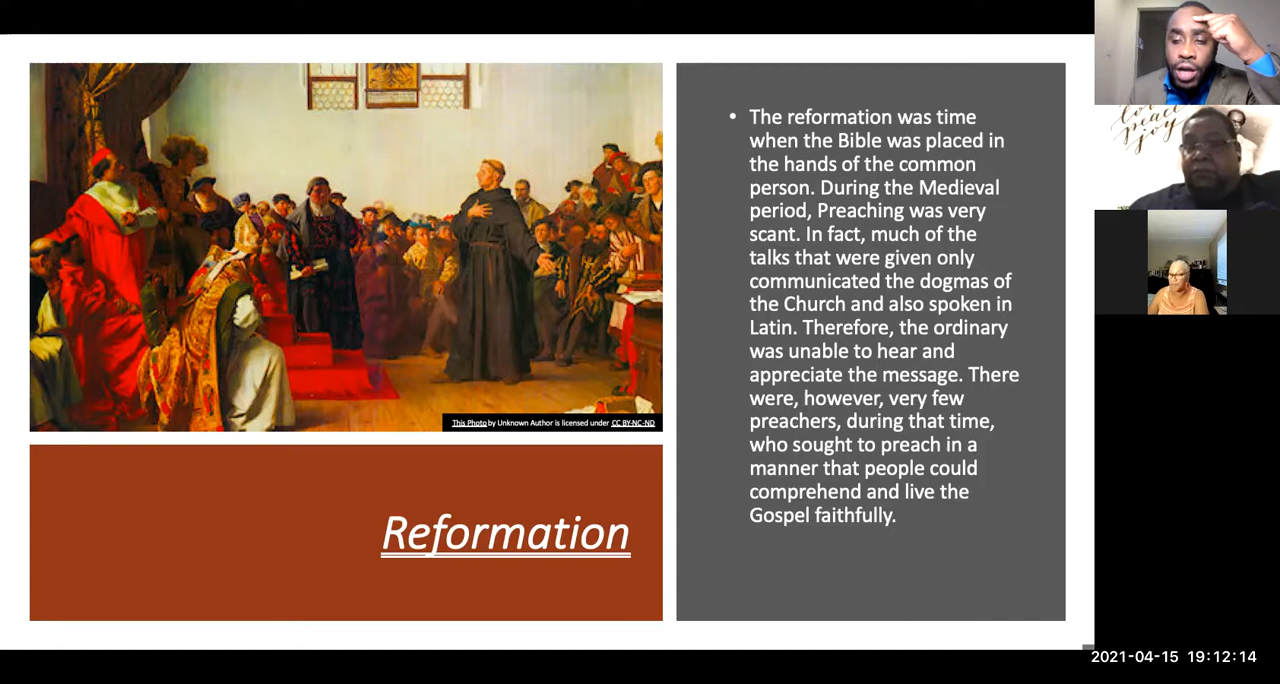 This Photo by Unknown Author is licensed under CC BY-NC-ND
Reformation
• The reformation was time
when the Bible was placed in
the hands of the common
person. During the Medieval
period, Preaching was very
scant. In fact, much of the
talks that were given only
communicated the dogmas of
the Church and also spoken in
Latin. Therefore, the ordinary
was unable to hear and
appreciate the message. There
were, however, very few
preachers, during that time,
who sought to preach in a
manner that people could
comprehend and live the
Gospel faithfully.
love
peace
joy
2021-04-15 19:12:14